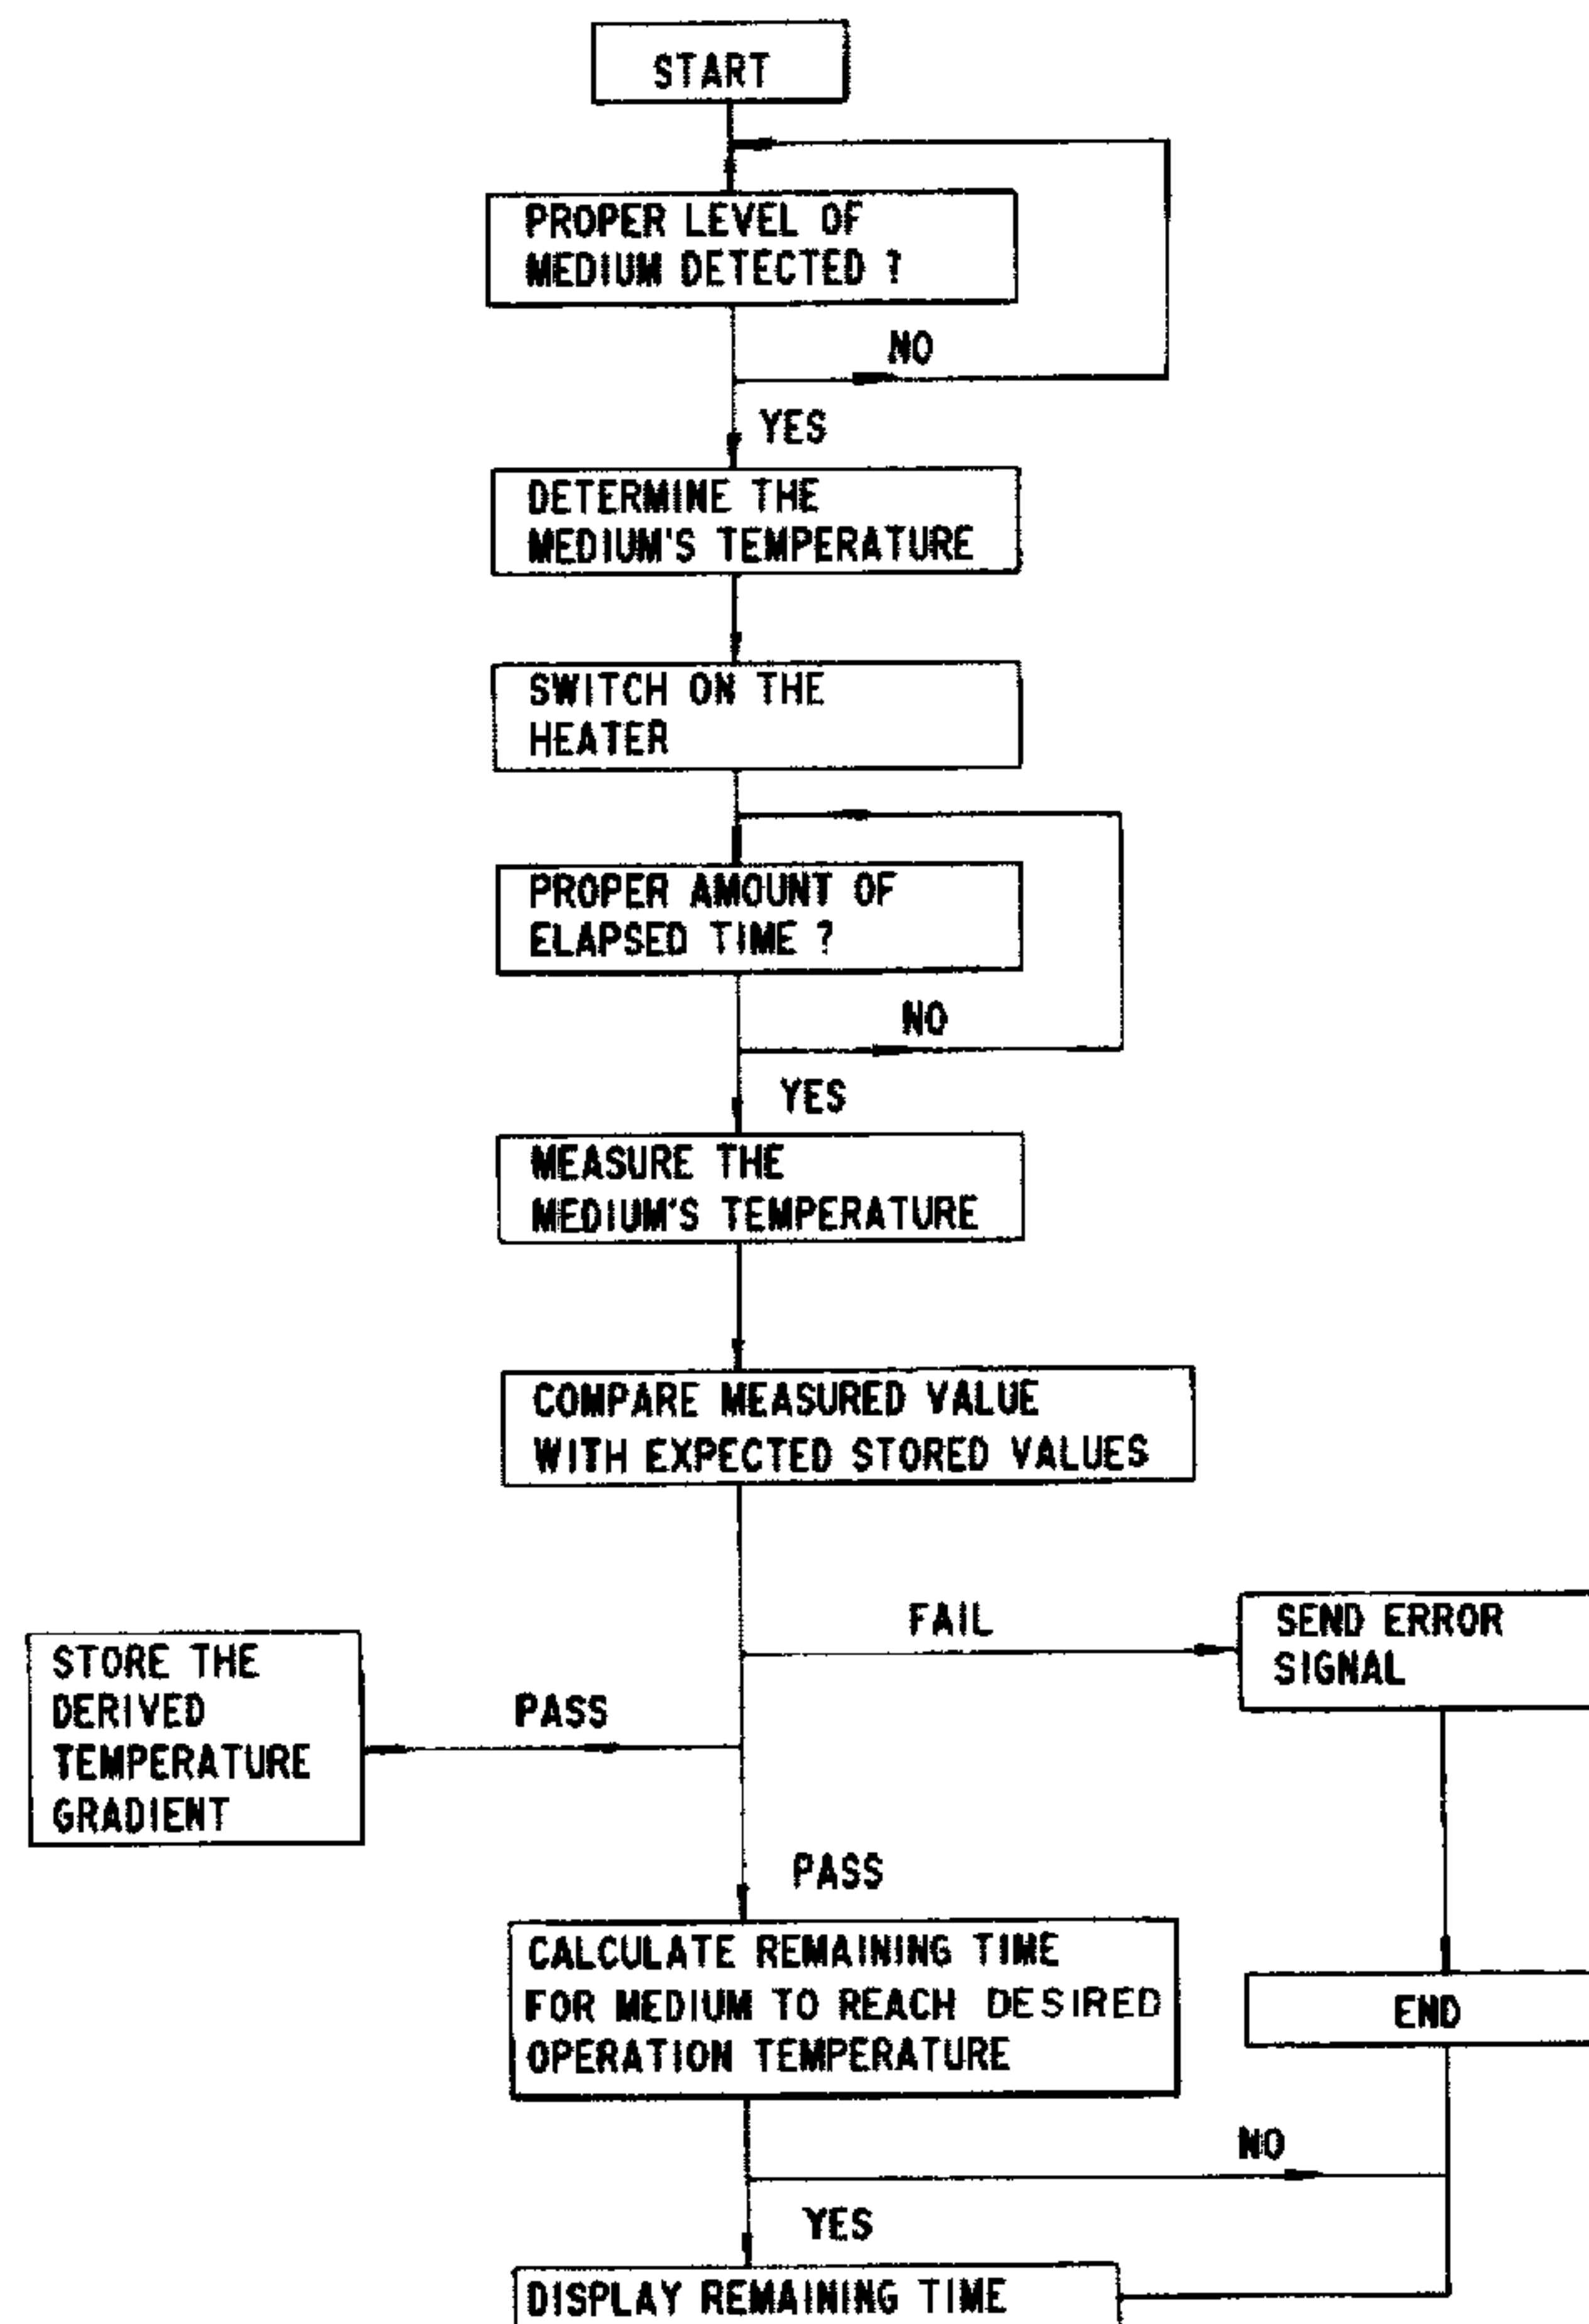 START
PROPER LEVEL OF
MEDIUM DETECTED ?
NO
YES
DETERMINE THE
MEDIUM'S TEMPERATURE
SWITCH ON THE
HEATER
PROPER AMOUNT OF
ELAPSED TIME ?
NO
YES
MEASURE THE
MEDIUM'S TEMPERATURE
COMPARE MEASURED VALUE
WITH EXPECTED STORED VALUES
FAIL
SEND ERROR
SIGNAL
STORE THE
DERIVED
TEMPERATURE
GRADIENT
PASS
PASS
CALCULATE REMAINING TIME
FOR MEDIUM TO REACH DESIRED
OPERATION TEMPERATURE
END
NO
YES
DISPLAY REMAINING TIME